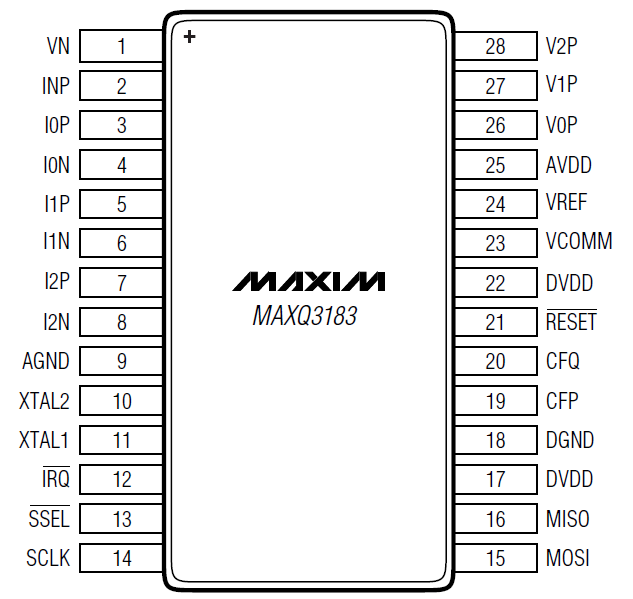 VN 1 + 28 V2P
INP 2 27 V1P
I0P 3 26 V0P
I0N 4 25 AVDD
I1P 5 24 VREF
I1N 6 23 VCOMM
I2P 7 MAXIM 22 DVDD
I2N 8 MAXQ3183 21 RESET
AGND 9 20 CFQ
XTAL2 10 19 CFP
XTAL1 11 18 DGND
IRQ 12 17 DVDD
SSEL 13 16 MISO
SCLK 14 15 MOSI